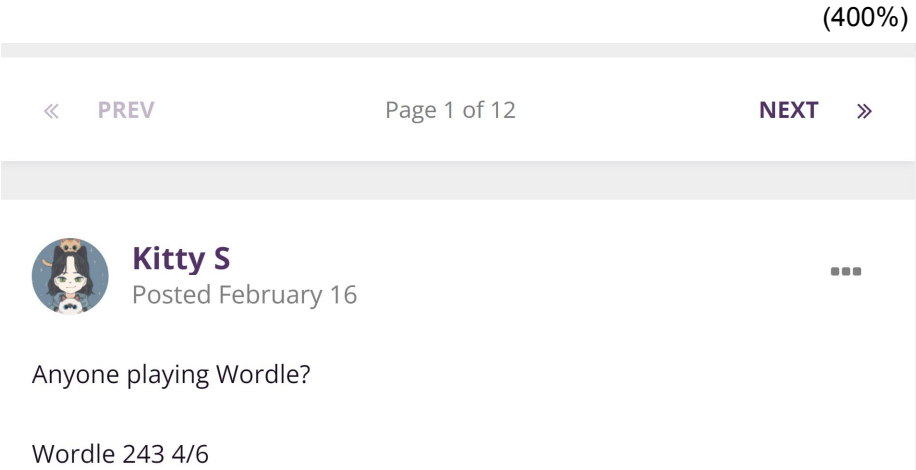 (400%)
« PREV Page 1 of 12 NEXT »
Kitty S
Posted February 16
Anyone playing Wordle?
Wordle 243 4/6